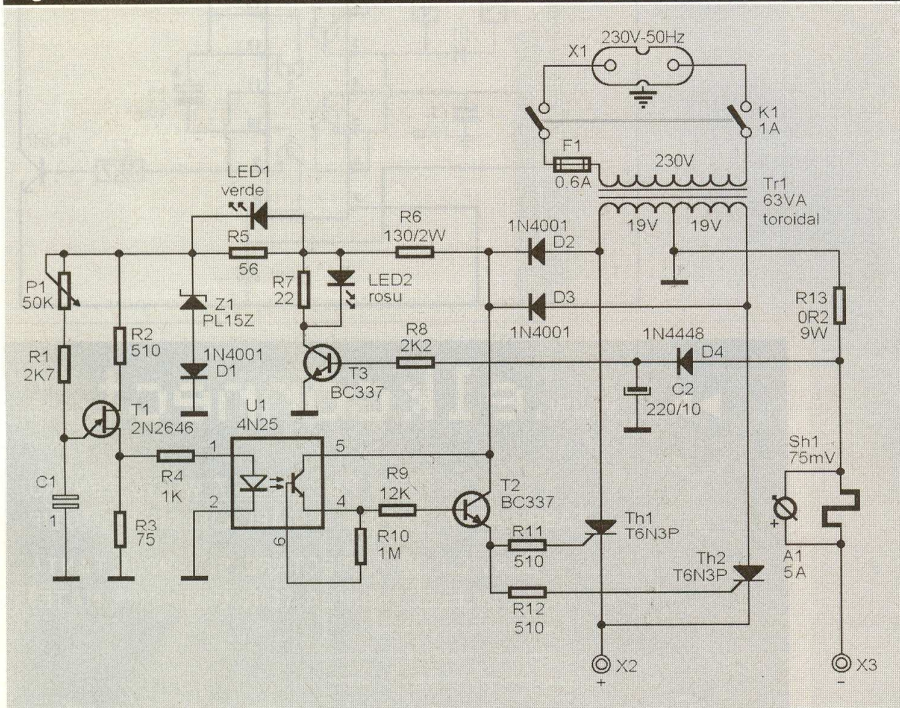 230V-50Hz
X1
K1
1A
F1
0.6A
230V
Tr1
63VA
toroidal
19V
19V
LED1
verde
R5
56
R6
130/2W
1N4001
D2
P1
50K
R7
22
LED2
rosu
Z1
PL15Z
D3
1N4001
R13
0R2
9W
R1
2K7
R2
510
1N4001
D1
R8
2K2
1N4448
D4
T3
BC337
C2
220/10
T1
2N2646
U1
4N25
Sh1
75mV
R4
1K
1
5
2
4
6
R9
12K
T2
BC337
C1
.1
R3
75
R10
1M
R11
510
Th1
T6N3P
+
A1
5A
Th2
T6N3P
R12
510
X2
+
X3
-